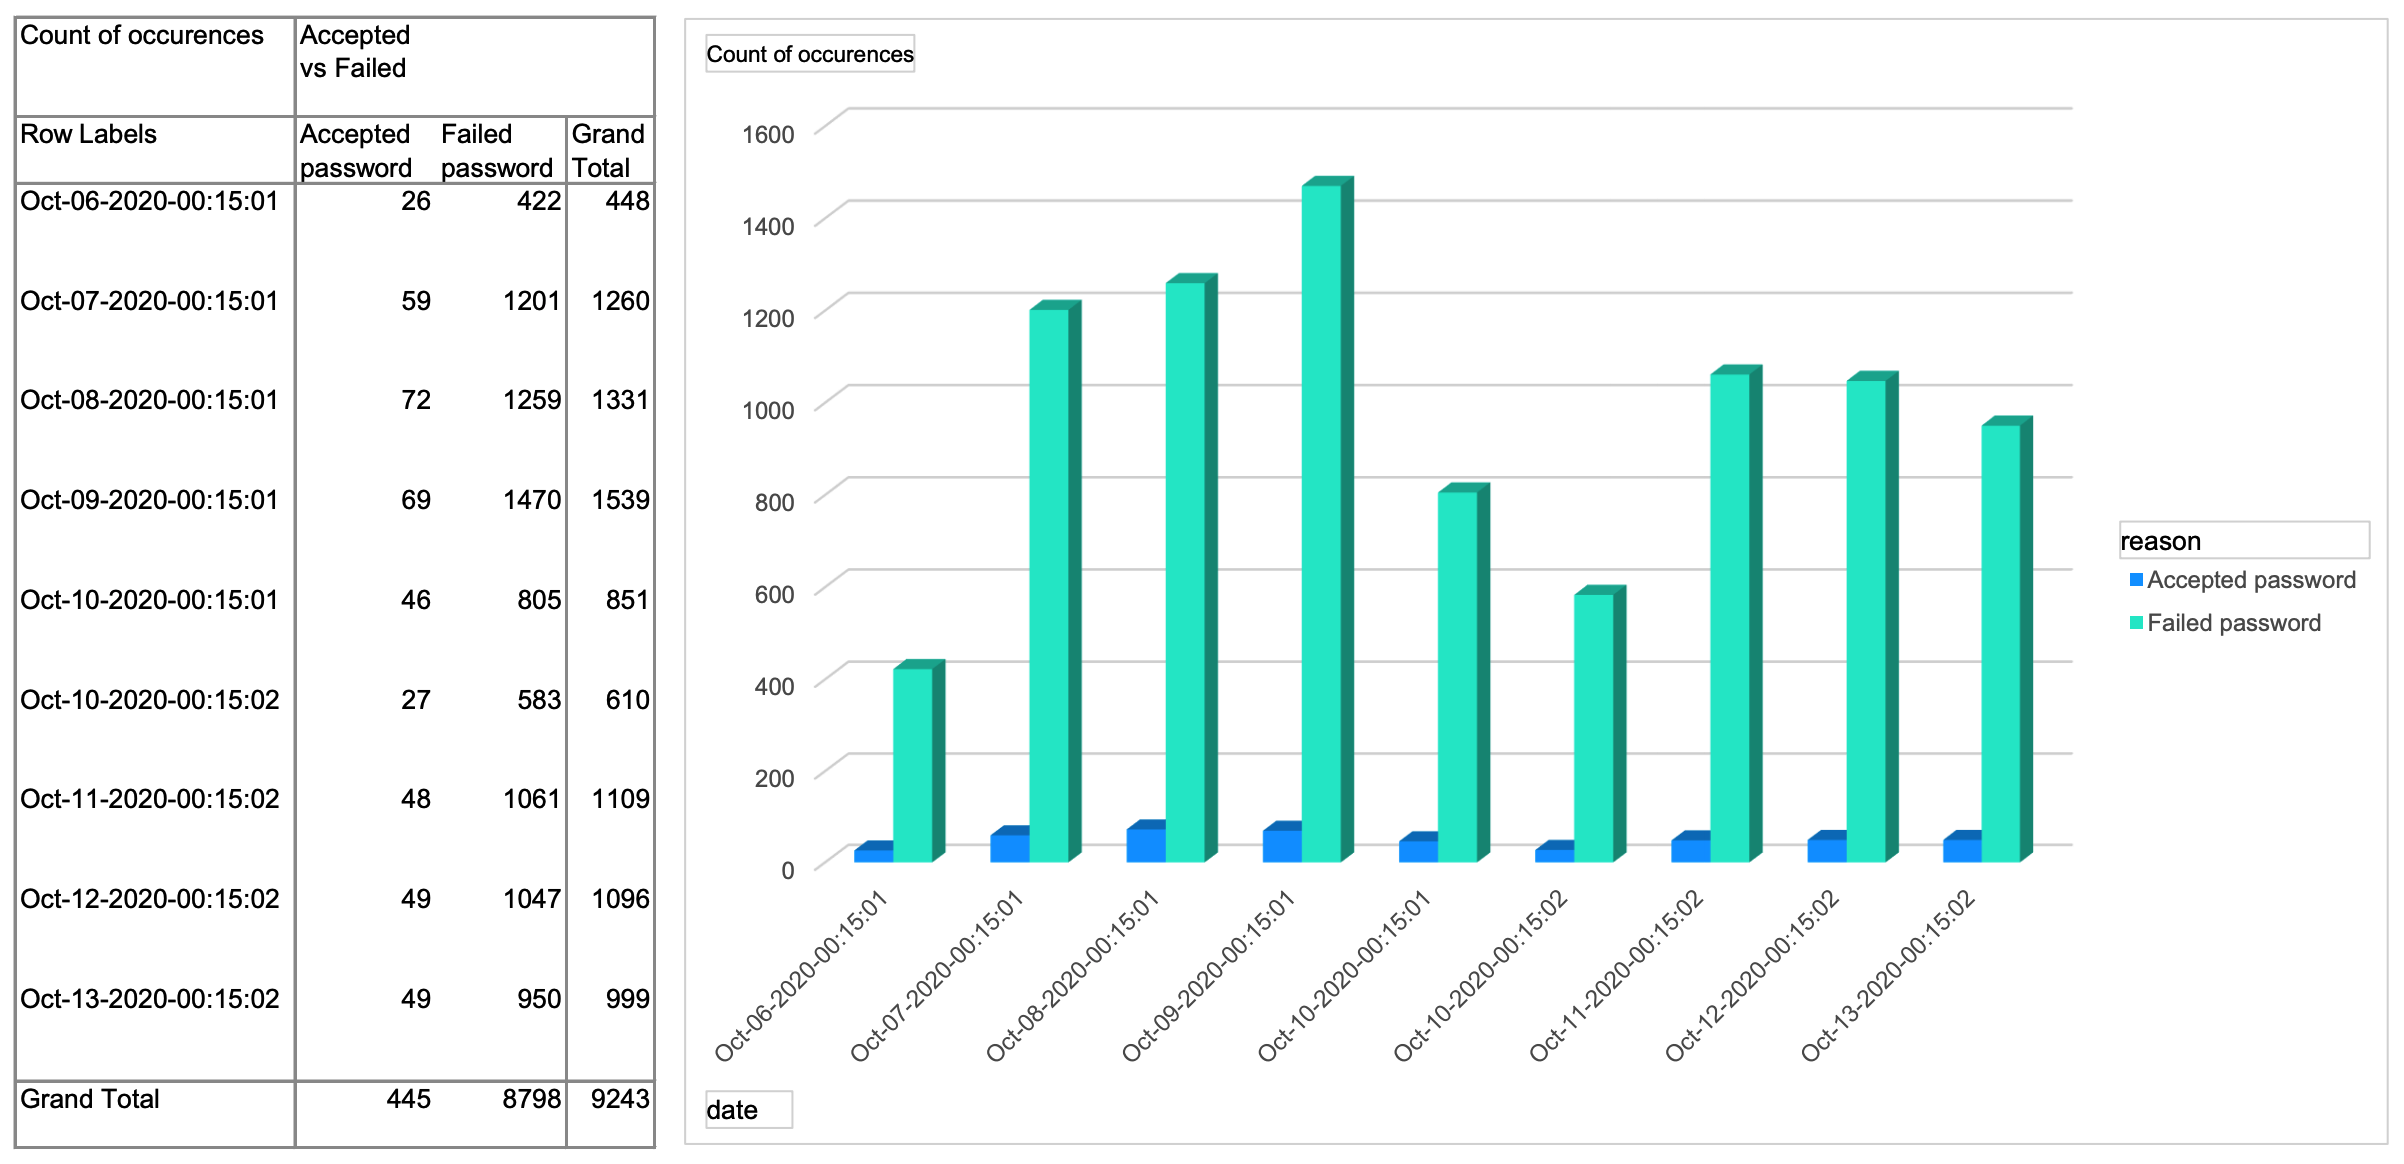 Count of occurences Accepted
vs Failed
Row Labels Accepted Failed Grand
password password Total
Oct-06-2020-00:15:01 26 422 448
Oct-07-2020-00:15:01 59 1201 1260
Oct-08-2020-00:15:01 72 1259 1331
Oct-09-2020-00:15:01 69 1470 1539
Oct-10-2020-00:15:01 46 805 851
Oct-10-2020-00:15:02 27 583 610
Oct-11-2020-00:15:02 48 1061 1109
Oct-12-2020-00:15:02 49 1047 1096
Oct-13-2020-00:15:02 49 950 999
Grand Total 445 8798 9243
Count of occurences
1600
1400
1200
1000
800
600
400
200
0
Oct-06-2020-00:15:01
Oct-07-2020-00:15:01
Oct-08-2020-00:15:01
Oct-09-2020-00:15:01
Oct-10-2020-00:15:01
Oct-10-2020-00:15:02
Oct-11-2020-00:15:02
Oct-12-2020-00:15:02
Oct-13-2020-00:15:02
date
reason
Accepted password
Failed password